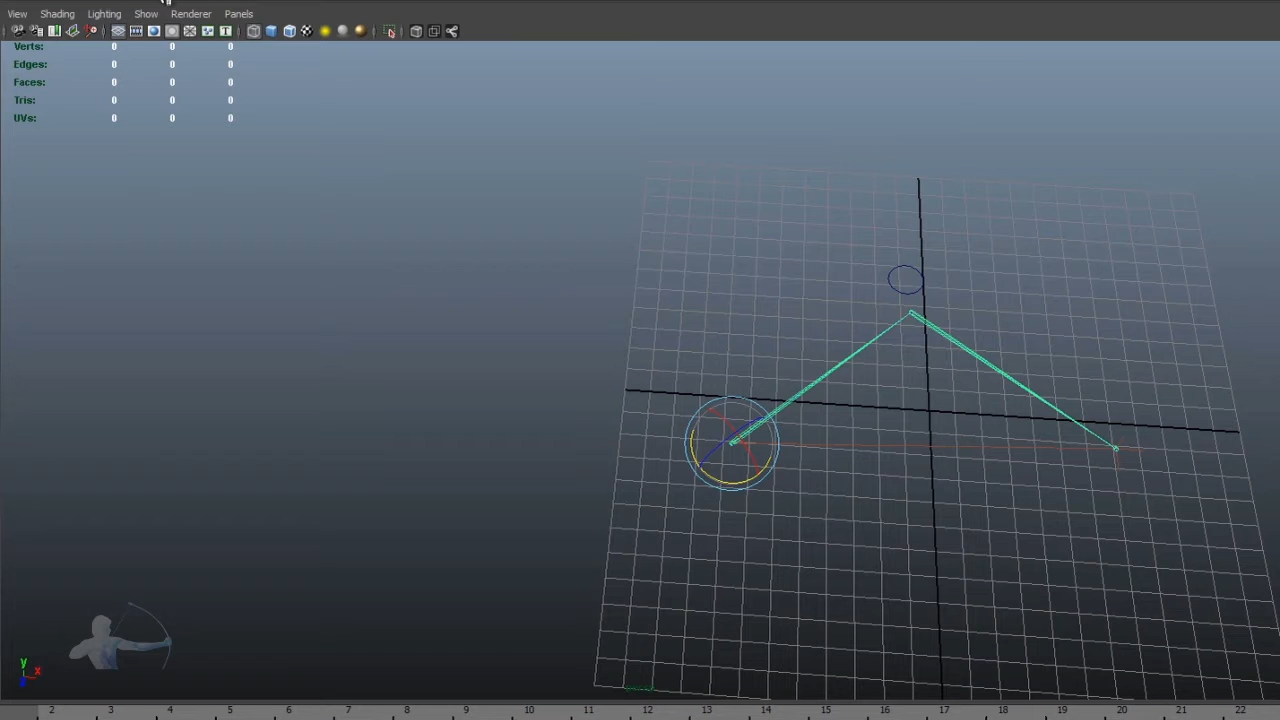 View Shading Lighting Show Renderer Panels
Verts: 0 0 0
Edges: 0 0 0
Faces: 0 0 0
Tris: 0 0 0
UVs: 0 0 0
y
x
2 3 4 5 6 7 8 9 10 11 12 13 14 15 16 17 18 19 20 21 22